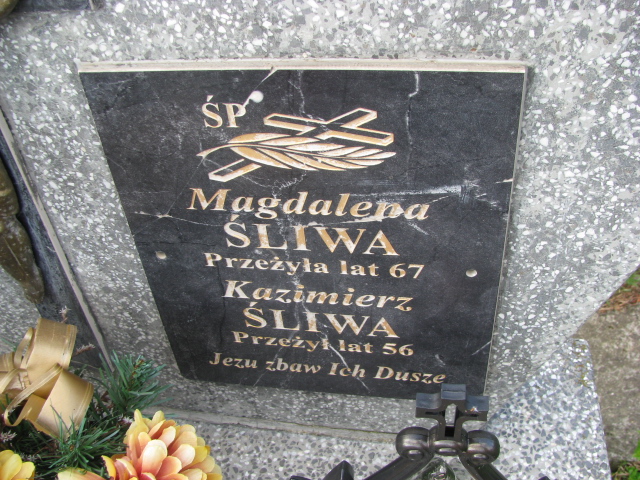 ŚP
Magdalena
ŚLIWA
Przeżyła lat 67
Kazimierz
ŚLIWA
Przeżył lat 56
Jezu zbaw Ich Dusze